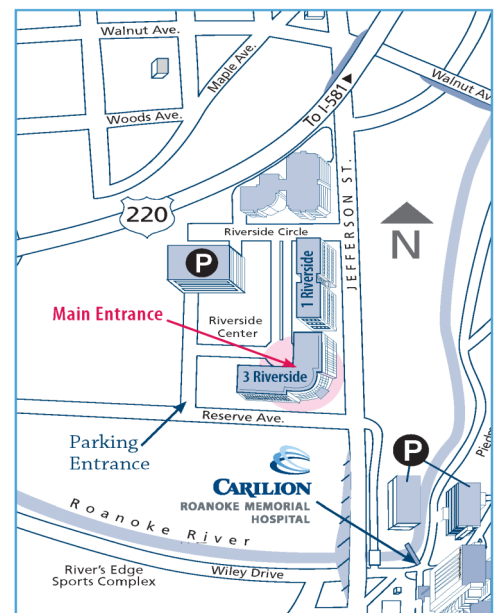 Walnut Ave.
Maple Ave.
Walnut Av
Woods Ave.
To I-581
220
JEFFERSON ST.
Riverside Circle
N
P
1 Riverside
Main Entrance
Riverside
Center
3 Riverside
Reserve Ave.
Parking
Entrance
P
Pied
CARILION
ROANOKE MEMORIAL
HOSPITAL
Roanoke River
River's Edge
Sports Complex
Wiley Drive